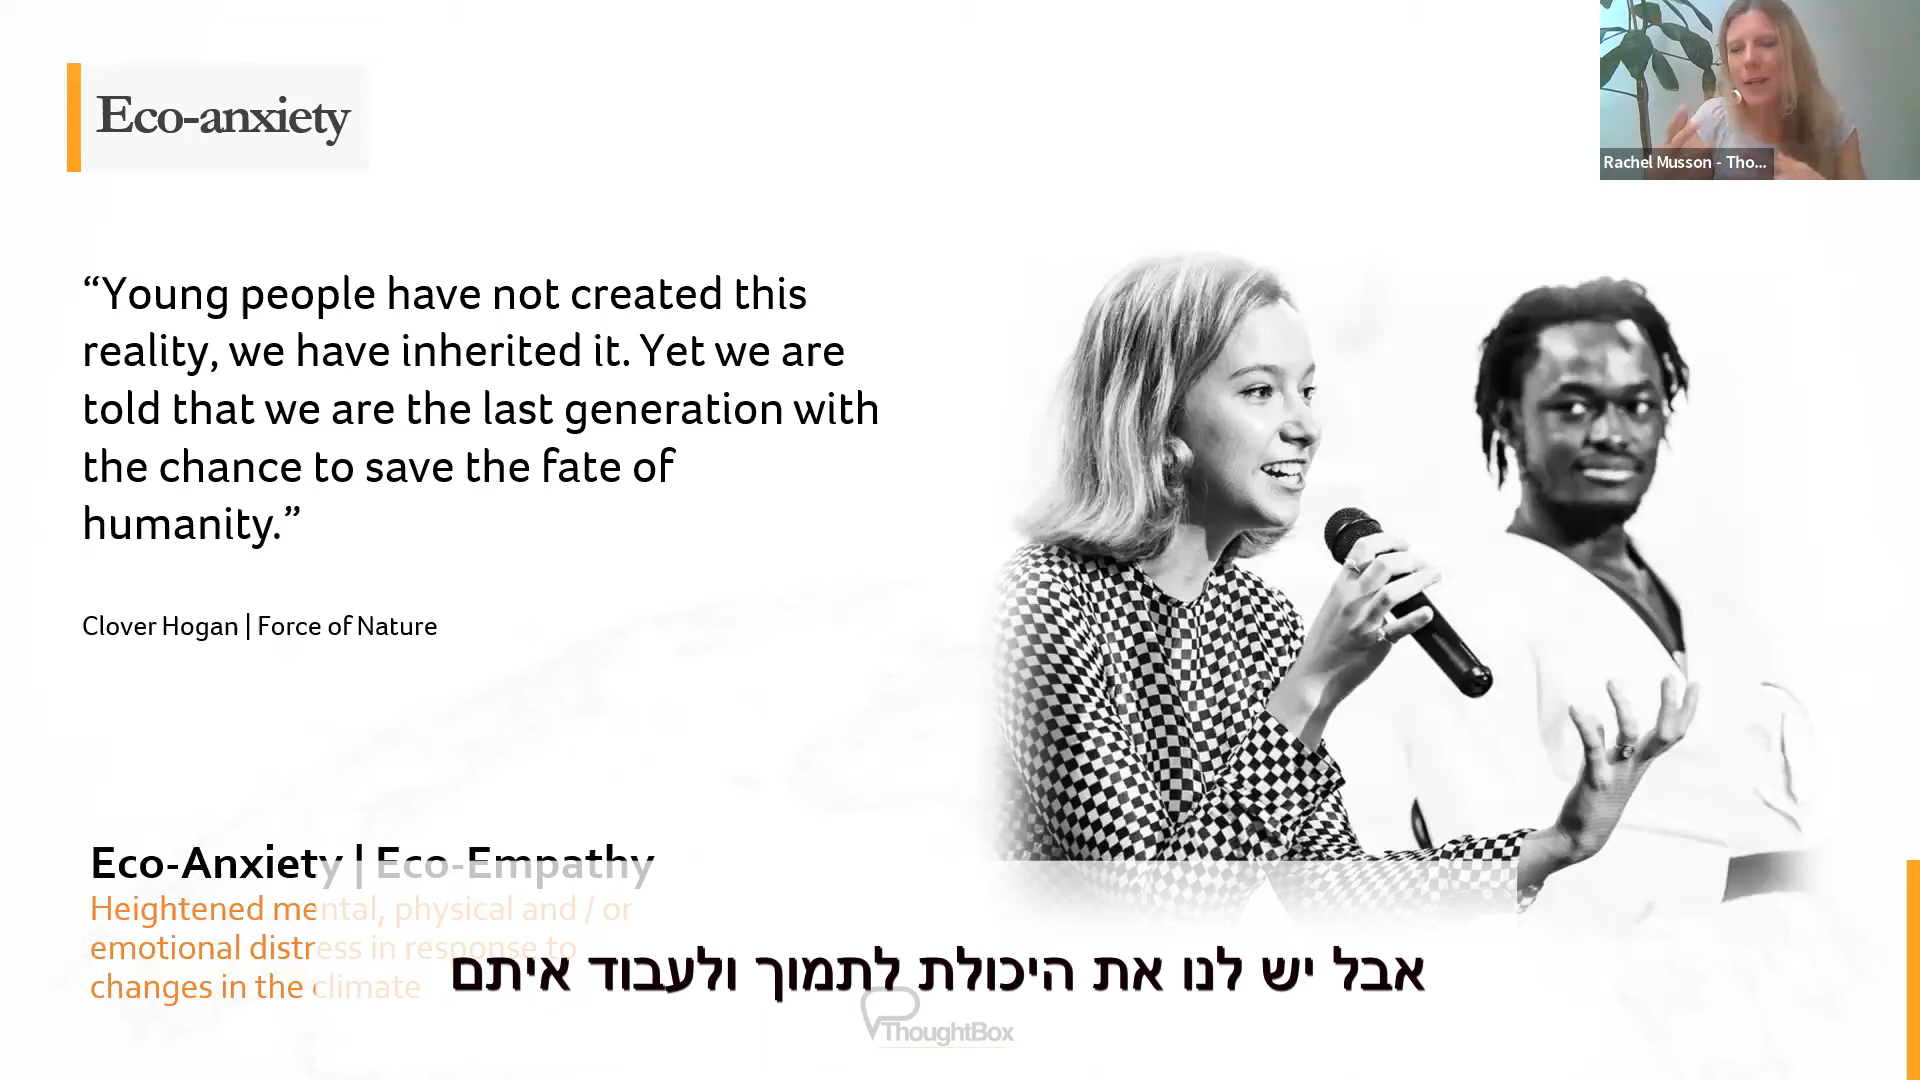 Eco-anxiety
Rachel Musson - Tho...
“Young people have not created this
reality, we have inherited it. Yet we are
told that we are the last generation with
the chance to save the fate of
humanity.”
Clover Hogan | Force of Nature
Eco-Anxiety | Eco-Empathy
Heightened mental, physical and / or
emotional distress in response to
changes in the climate
אבל יש לנו את היכולת לתמוך ולעבוד איתם
ThoughtBox